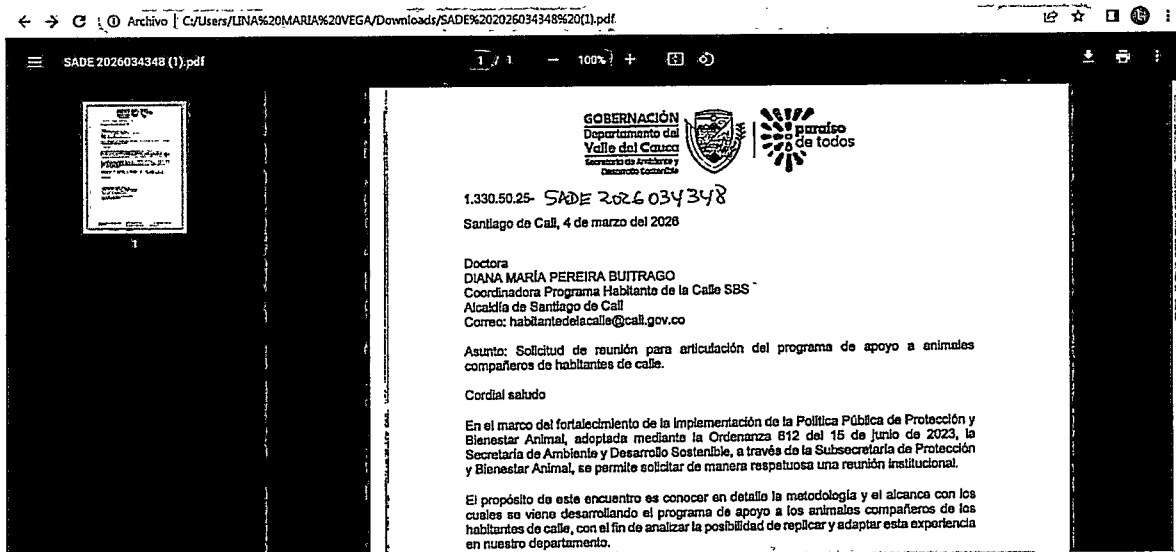 Archivo | C:/Users/LINA%20MARIA%20VEGA/Downloads/SADE%202026034348%20(1).pdf
SADE 2026034348 (1).pdf
1 / 1 − 100% +
1
GOBERNACIÓN
Departamento del
Valle del Cauca
Secretaría de Ambiente y
Desarrollo Sostenible
paraíso
de todos
1.330.50.25- SADE 2026034348
Santiago de Cali, 4 de marzo del 2026
Doctora
DIANA MARÍA PEREIRA BUITRAGO
Coordinadora Programa Habitante de la Calle SBS
Alcaldía de Santiago de Cali
Correo: habitantedelacalle@cali.gov.co
Asunto: Solicitud de reunión para articulación del programa de apoyo a animales
compañeros de habitantes de calle.
Cordial saludo
En el marco del fortalecimiento de la implementación de la Política Pública de Protección y
Bienestar Animal, adoptada mediante la Ordenanza 612 del 15 de junio de 2023, la
Secretaría de Ambiente y Desarrollo Sostenible, a través de la Subsecretaría de Protección
y Bienestar Animal, se permite solicitar de manera respetuosa una reunión institucional.
El propósito de este encuentro es conocer en detalle la metodología y el alcance con los
cuales se viene desarrollando el programa de apoyo a los animales compañeros de los
habitantes de calle, con el fin de analizar la posibilidad de replicar y adaptar esta experiencia
en nuestro departamento.